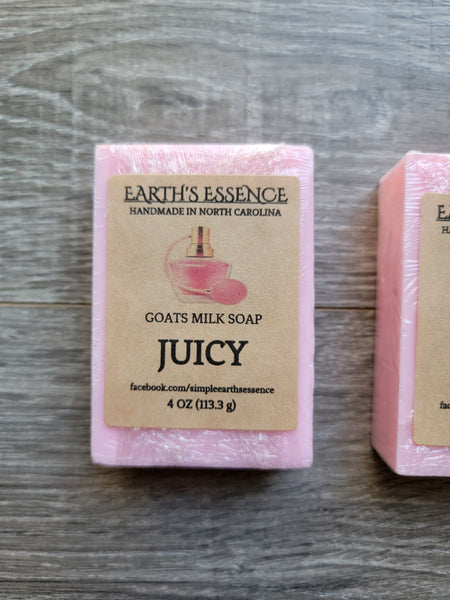 EARTH'S ESSENCE
HANDMADE IN NORTH CAROLINA
GOATS MILK SOAP
JUICY
facebook.com/simpleearthsessence
4 OZ (113.3 g)